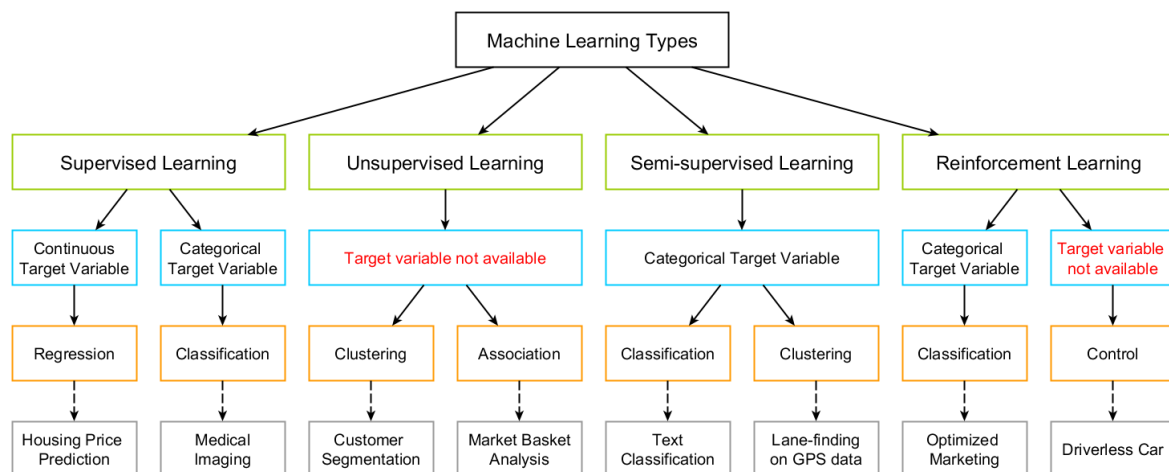 Machine Learning Types
Supervised Learning
Unsupervised Learning
Semi-supervised Learning
Reinforcement Learning
Continuous
Target Variable
Categorical
Target Variable
Target variable not available
Categorical Target Variable
Categorical
Target Variable
Target variable
not available
Regression
Classification
Clustering
Association
Classification
Clustering
Classification
Control
Housing Price
Prediction
Medical
Imaging
Customer
Segmentation
Market Basket
Analysis
Text
Classification
Lane-finding
on GPS data
Optimized
Marketing
Driverless Car